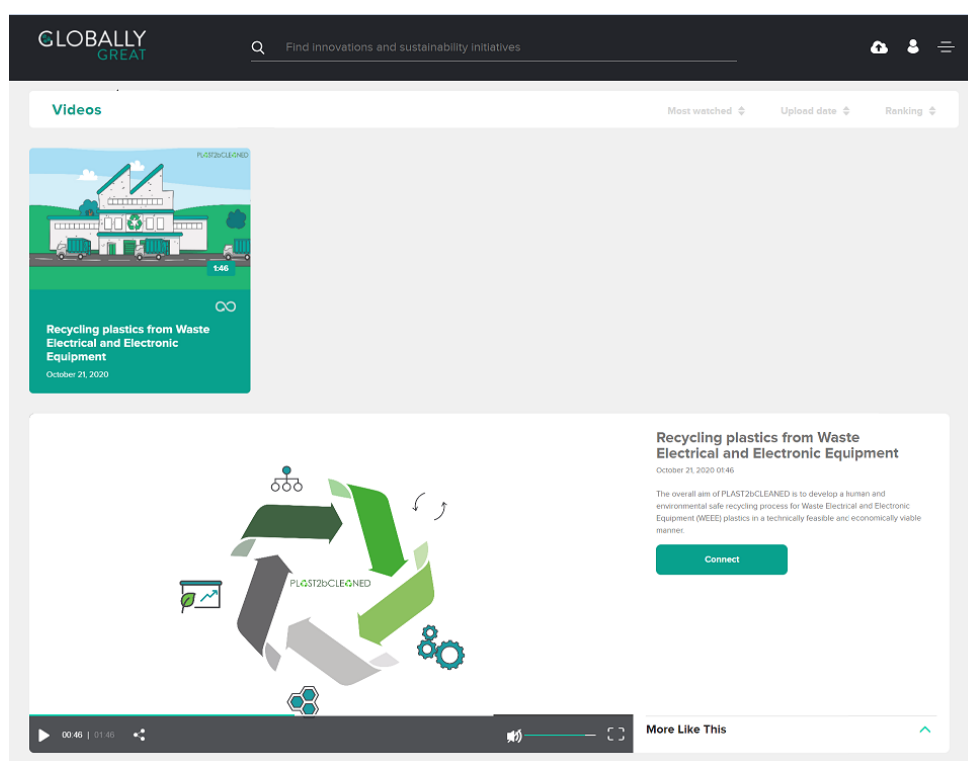 GLOBALLY
GREAT
Find innovations and sustainability initiatives
Videos
Most watched
Upload date
Ranking
PLAST2bCLEANED
1:46
Recycling plastics from Waste
Electrical and Electronic
Equipment
October 21, 2020
PLAST2bCLEANED
00:46 | 01:46
Recycling plastics from Waste
Electrical and Electronic Equipment
October 21, 2020 01:46
The overall aim of PLAST2bCLEANED is to develop a human and
environmental safe recycling process for Waste Electrical and Electronic
Equipment (WEEE) plastics in a technically feasible and economically viable
manner.
Connect
More Like This